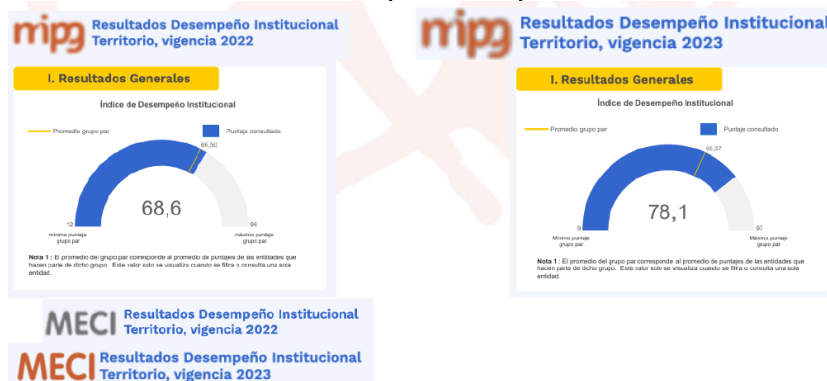 mipg
Resultados Desempeño Institucional
Territorio, vigencia 2022
I. Resultados Generales
Índice de Desempeño Institucional
Promedio grupo par
Puntaje consultado
66,50
68,6
12
96
mínimo puntaje
grupo par
máximo puntaje
grupo par
Nota 1 : El promedio del grupo par corresponde al promedio de puntajes de las entidades que
hacen parte de dicho grupo. Este valor solo se visualiza cuando se filtra o consulta una sola
entidad.
mipg
Resultados Desempeño Institucional
Territorio, vigencia 2023
I. Resultados Generales
Índice de Desempeño Institucional
Promedio grupo par
Puntaje consultado
78,1
97
Mínimo puntaje
grupo par
Máximo puntaje
grupo par
Nota 1 : El promedio del grupo par corresponde al promedio de puntajes de las entidades que
hacen parte de dicho grupo. Este valor solo se visualiza cuando se filtra o consulta una sola
entidad.
MECI
Resultados Desempeño Institucional
Territorio, vigencia 2022
MECI
Resultados Desempeño Institucional
Territorio, vigencia 2023